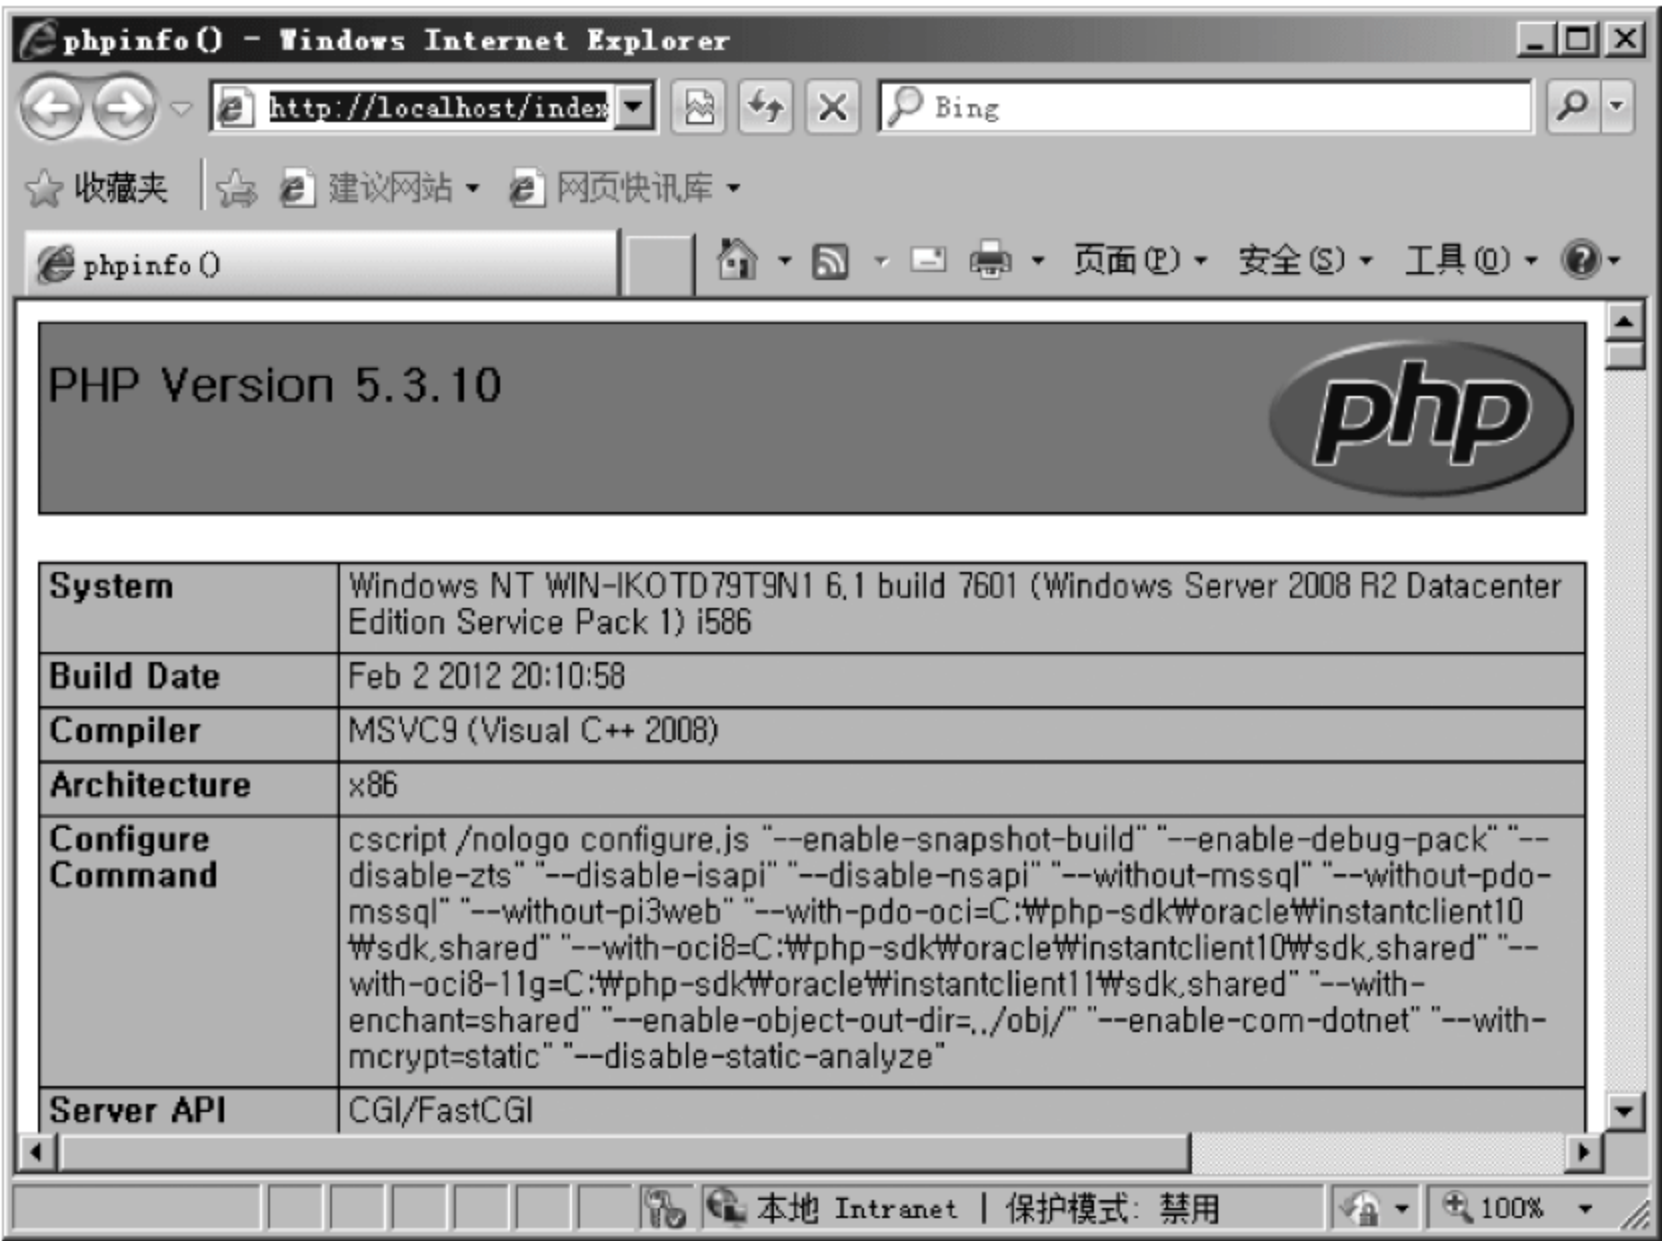 phpinfo() - Windows Internet Explorer
http://localhost/index
Bing
收藏夹 建议网站 网页快讯库
phpinfo() 页面(P) 安全(S) 工具(O)
PHP Version 5.3.10
php
System Windows NT WIN-IKOTD79T9N1 6.1 build 7601 (Windows Server 2008 R2 Datacenter
Edition Service Pack 1) i586
Build Date Feb 2 2012 20:10:58
Compiler MSVC9 (Visual C++ 2008)
Architecture x86
Configure cscript /nologo configure.js "--enable-snapshot-build" "--enable-debug-pack" "--
Command disable-zts" "--disable-isapi" "--disable-nsapi" "--without-mssql" "--without-pdo-
mssql" "--without-pi3web" "--with-pdo-oci=C:₩php-sdk₩oracle₩instantclient10
₩sdk,shared" "--with-oci8=C:₩php-sdk₩oracle₩instantclient10₩sdk,shared" "--
with-oci8-11g=C:₩php-sdk₩oracle₩instantclient11₩sdk,shared" "--with-
enchant=shared" "--enable-object-out-dir=../obj/" "--enable-com-dotnet" "--with-
mcrypt=static" "--disable-static-analyze"
Server API CGI/FastCGI
本地 Intranet | 保护模式: 禁用 100%